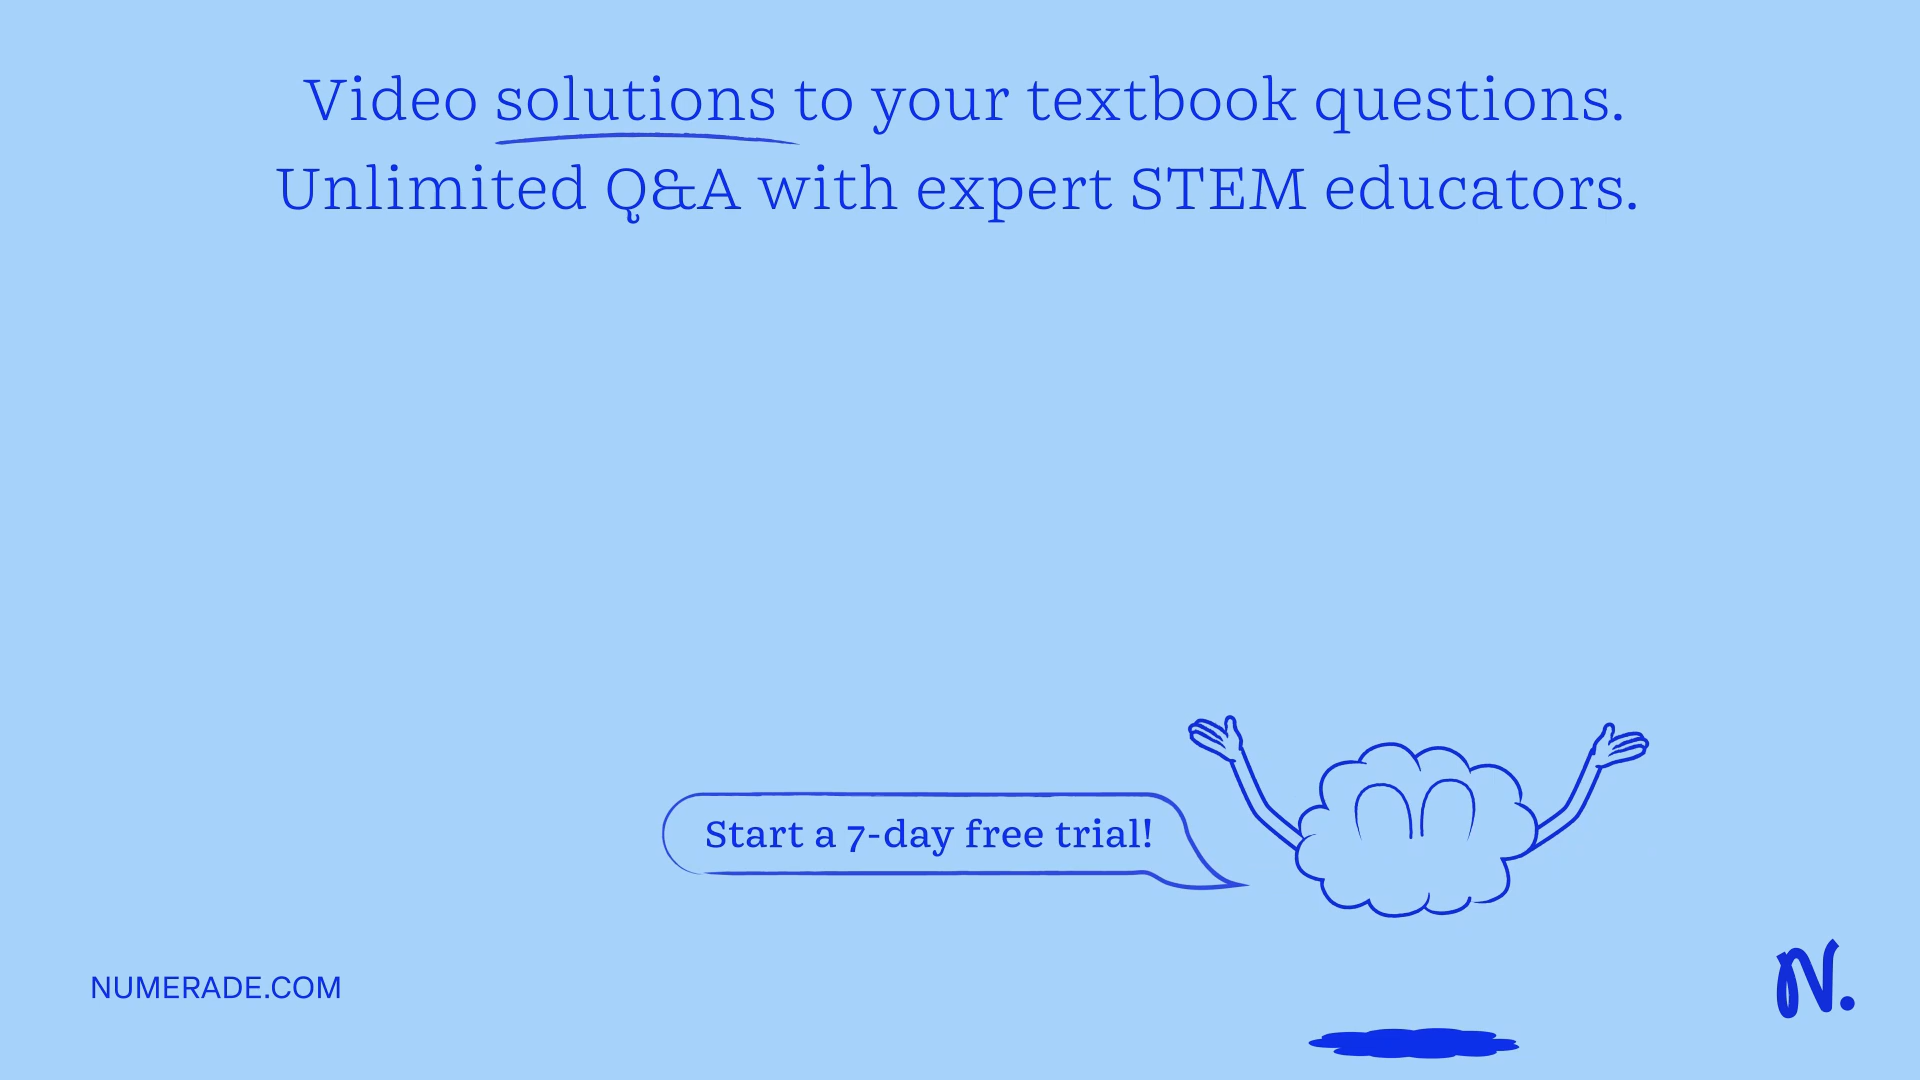 Video solutions to your textbook questions.
Unlimited Q&A with expert STEM educators.
Start a 7-day free trial!
NUMERADE.COM
N.